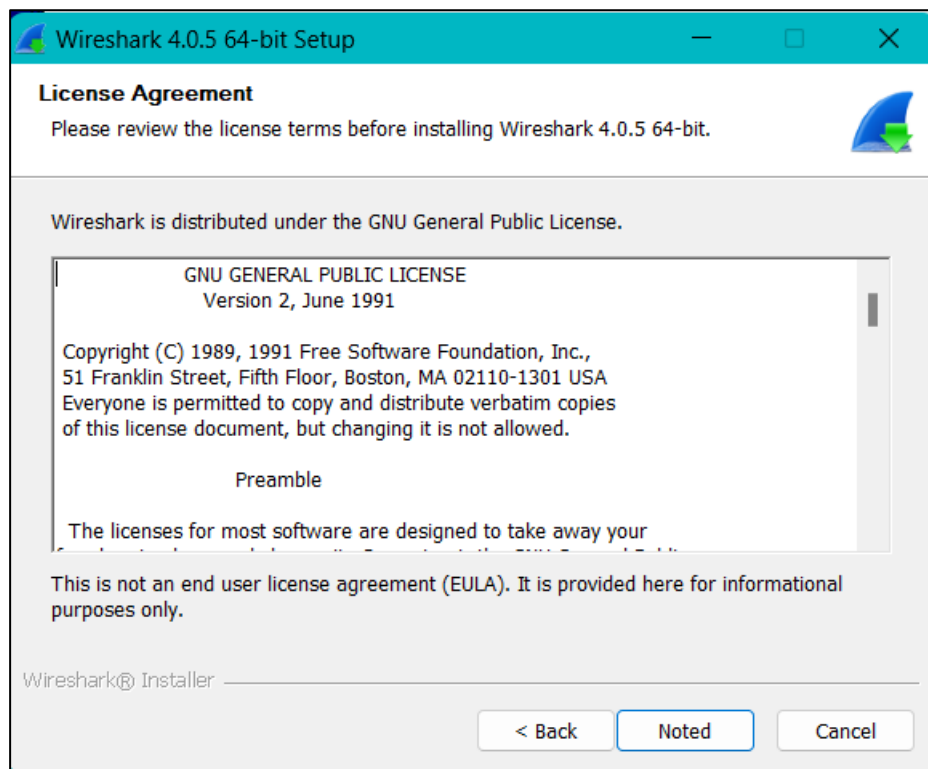 Wireshark 4.0.5 64-bit Setup
License Agreement
Please review the license terms before installing Wireshark 4.0.5 64-bit.
Wireshark is distributed under the GNU General Public License.
GNU GENERAL PUBLIC LICENSE
Version 2, June 1991
Copyright (C) 1989, 1991 Free Software Foundation, Inc.,
51 Franklin Street, Fifth Floor, Boston, MA 02110-1301 USA
Everyone is permitted to copy and distribute verbatim copies
of this license document, but changing it is not allowed.
Preamble
The licenses for most software are designed to take away your
This is not an end user license agreement (EULA). It is provided here for informational
purposes only.
Wireshark® Installer
< Back Noted Cancel